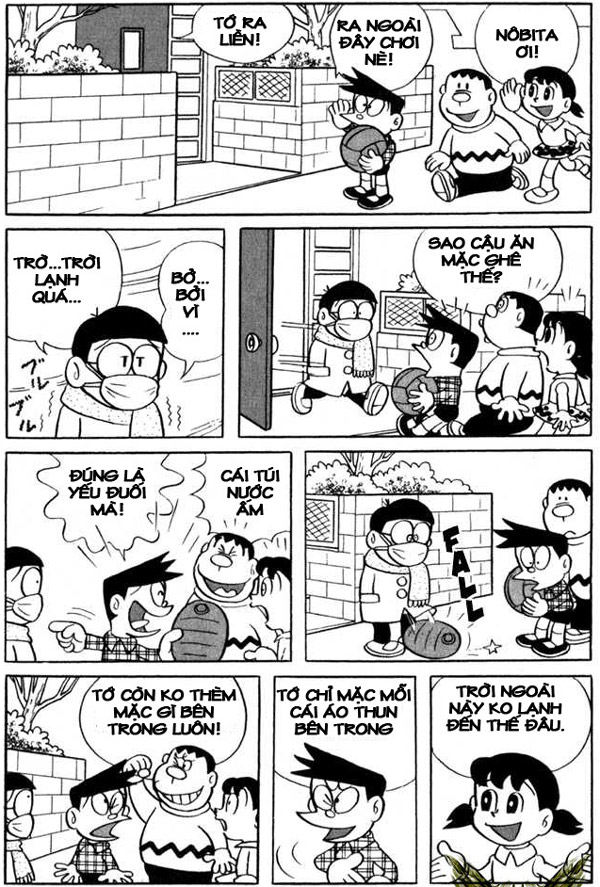 NÔBITA
ƠI!
RA NGOÀI
ĐÂY CHƠI
NÈ!
TỚ RA
LIỀN!
SAO CẬU ĂN
MẶC GHÊ
THẾ?
BỞ...
BỞI
VÌ
....
TRỜ...TRỜI
LẠNH
QUÁ...
ブル
ブル
FALL
CÁI TÚI
NƯỚC
ẤM
ĐÚNG LÀ
YẾU ĐUỐI
MÀ!
TRỜI NGOÀI
NÀY KO LẠNH
ĐẾN THẾ ĐÂU.
TỚ CHỈ MẶC MỖI
CÁI ÁO THUN
BÊN TRONG
TỚ CÒN KO THÈM
MẶC GÌ BÊN
TRONG LUÔN!